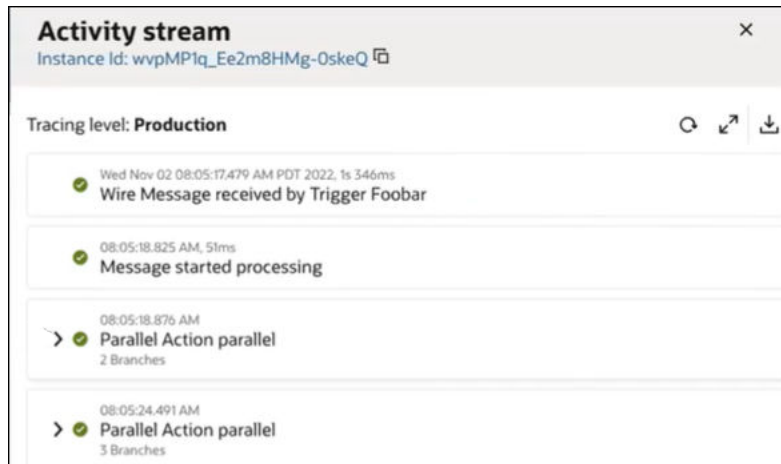 Activity stream
Instance Id: wvpMP1q_Ee2m8HMg-0skeQ
Tracing level: Production
Wed Nov 02 08:05:17.479 AM PDT 2022, 1s 346ms
Wire Message received by Trigger Foobar
08:05:18.825 AM, 51ms
Message started processing
08:05:18.876 AM
Parallel Action parallel
2 Branches
08:05:24.491 AM
Parallel Action parallel
3 Branches